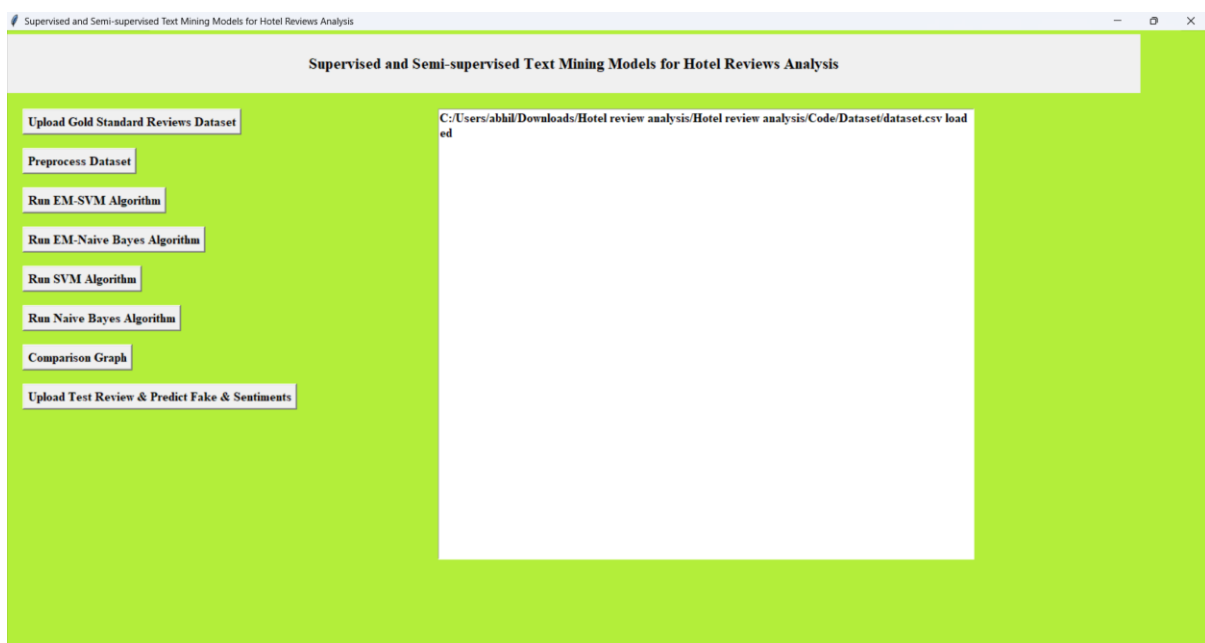 Supervised and Semi-supervised Text Mining Models for Hotel Reviews Analysis
Supervised and Semi-supervised Text Mining Models for Hotel Reviews Analysis
Upload Gold Standard Reviews Dataset
Preprocess Dataset
Run EM-SVM Algorithm
Run EM-Naive Bayes Algorithm
Run SVM Algorithm
Run Naive Bayes Algorithm
Comparison Graph
Upload Test Review & Predict Fake & Sentiments
C:/Users/abhil/Downloads/Hotel review analysis/Hotel review analysis/Code/Dataset/dataset.csv load
ed